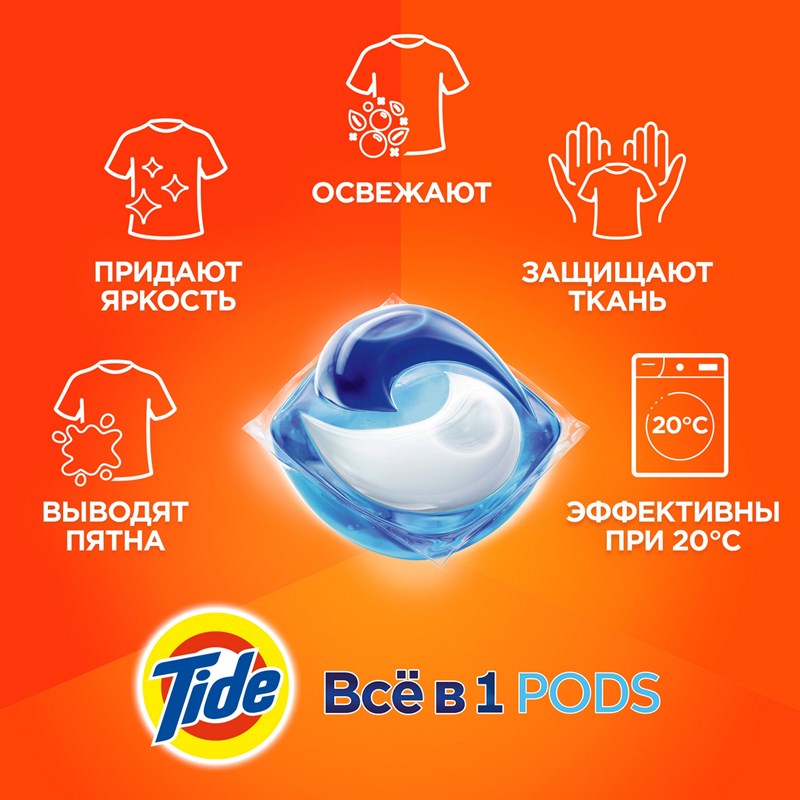 ОСВЕЖАЮТ
ПРИДАЮТ
ЯРКОСТЬ
ЗАЩИЩАЮТ
ТКАНЬ
ВЫВОДЯТ
ПЯТНА
20°C
ЭФФЕКТИВНЫ
ПРИ 20°C
Tide
Всё в 1 PODS